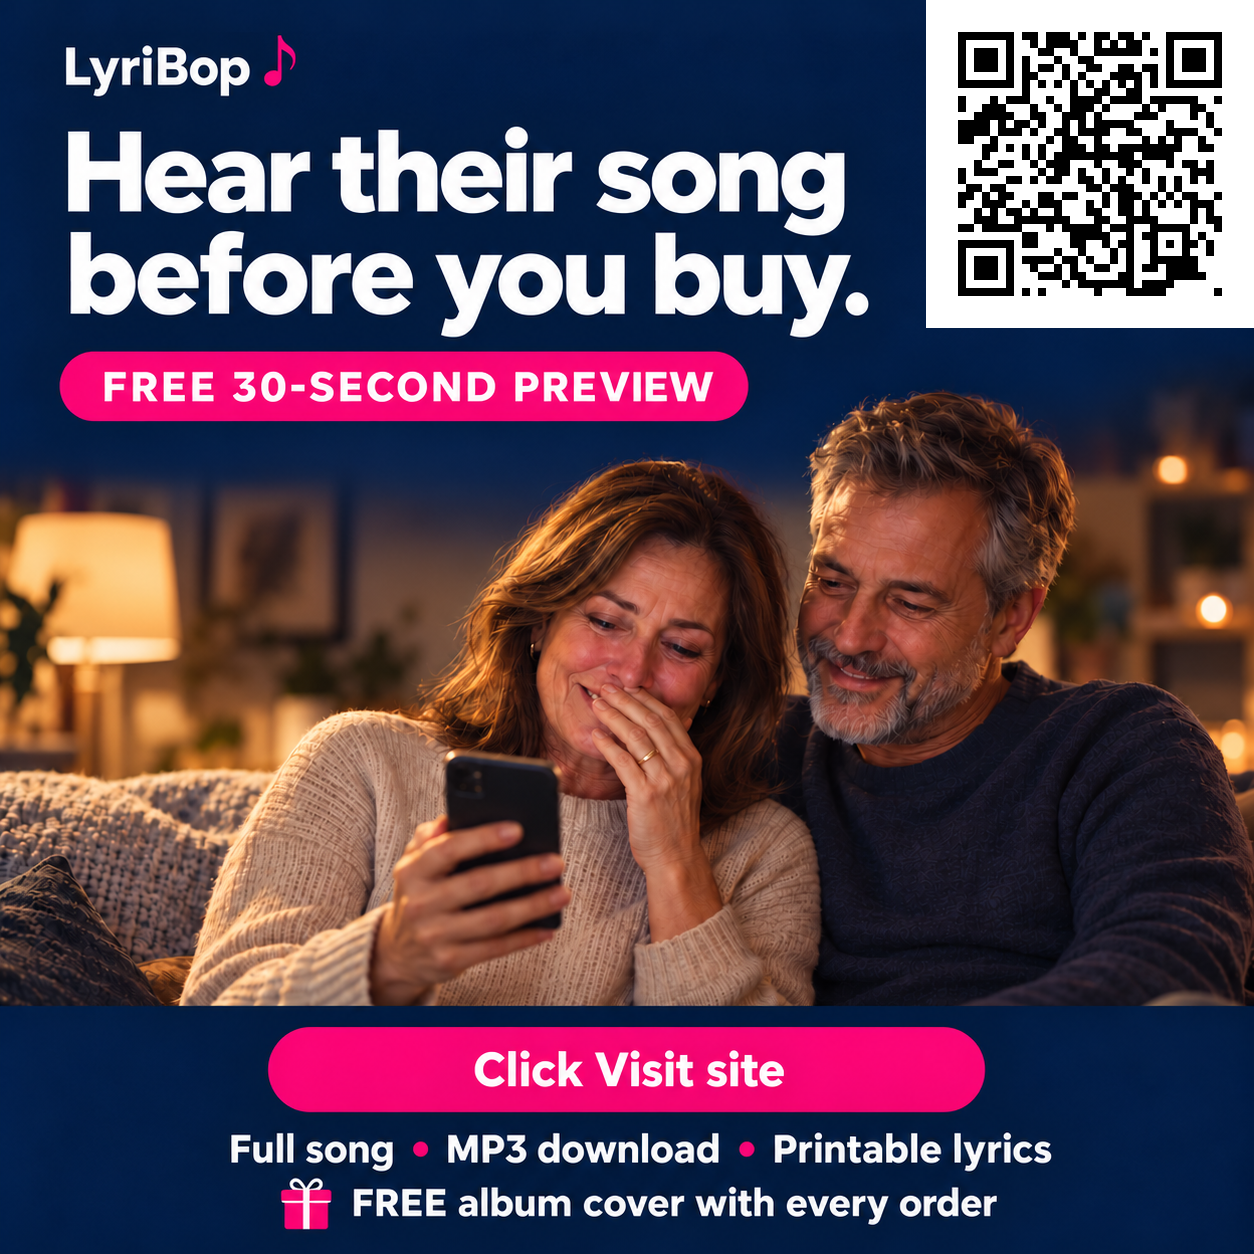 LyriBop
Hear their song
before you buy.
FREE 30-SECOND PREVIEW
Click Visit site
Full song • MP3 download • Printable lyrics
FREE album cover with every order